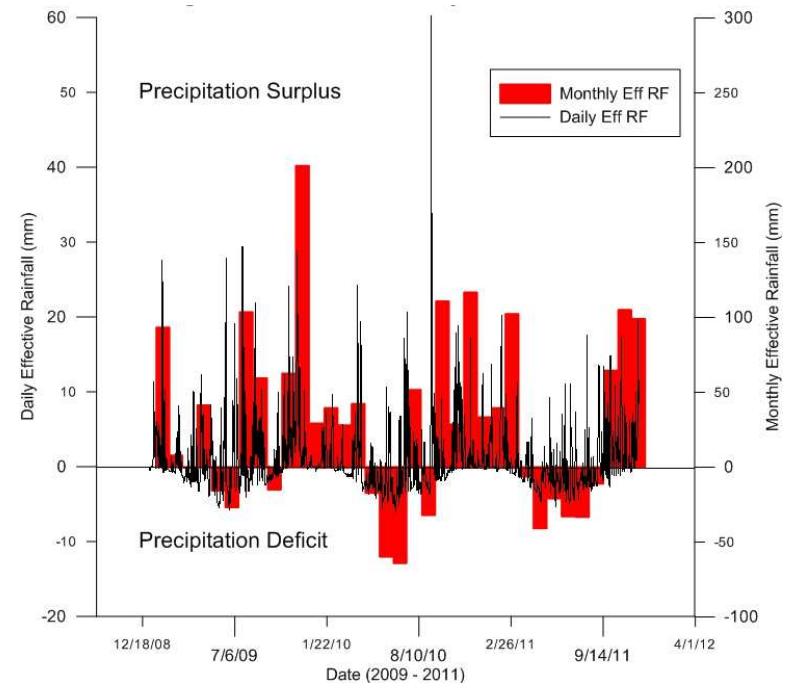 60
50
40
30
20
10
0
-10
-20
Daily Effective Rainfall (mm)
Precipitation Surplus
Precipitation Deficit
Monthly Eff RF
Daily Eff RF
300
250
200
150
100
50
0
-50
-100
Monthly Effective Rainfall (mm)
12/18/08 1/22/10 2/26/11 4/1/12
7/6/09 8/10/10 9/14/11
Date (2009 - 2011)